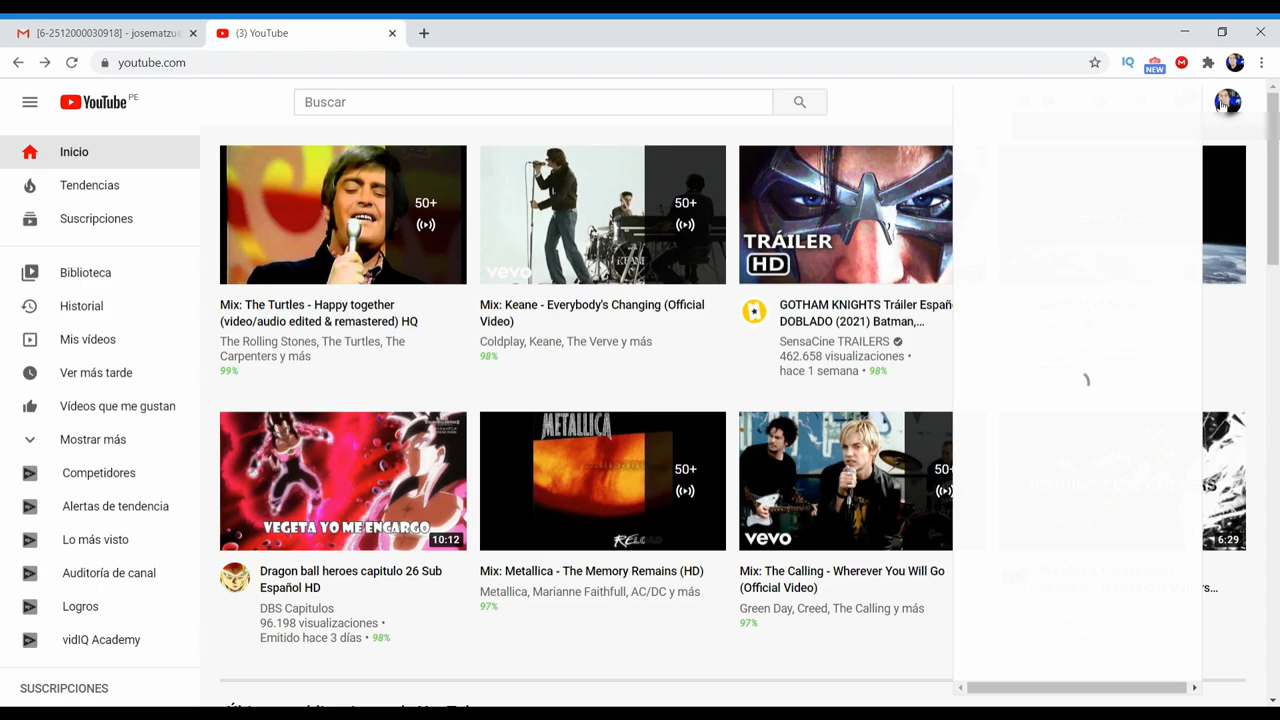 [6-2512000030918] - josematzu
(3) YouTube
youtube.com
IQ
NEW
M
YouTube PE
Buscar
Inicio
Tendencias
Suscripciones
Biblioteca
Historial
Mis vídeos
Ver más tarde
Vídeos que me gustan
Mostrar más
Competidores
Alertas de tendencia
Lo más visto
Auditoría de canal
Logros
vidIQ Academy
SUSCRIPCIONES
50+
vevo
50+
TRÁILER
HD
Mix: The Turtles - Happy together
(video/audio edited & remastered) HQ
The Rolling Stones, The Turtles, The
Carpenters y más
99%
Mix: Keane - Everybody's Changing (Official
Video)
Coldplay, Keane, The Verve y más
98%
GOTHAM KNIGHTS Tráiler Españ
DOBLADO (2021) Batman,...
SensaCine TRAILERS
462.658 visualizaciones •
hace 1 semana • 98%
VEGETA YO ME ENCARGO
10:12
METALLICA
50+
RELOAD
vevo
50+
6:29
Dragon ball heroes capitulo 26 Sub
Español HD
DBS Capitulos
96.198 visualizaciones •
Emitido hace 3 días • 98%
Mix: Metallica - The Memory Remains (HD)
Metallica, Marianne Faithfull, AC/DC y más
97%
Mix: The Calling - Wherever You Will Go
(Official Video)
Green Day, Creed, The Calling y más
97%